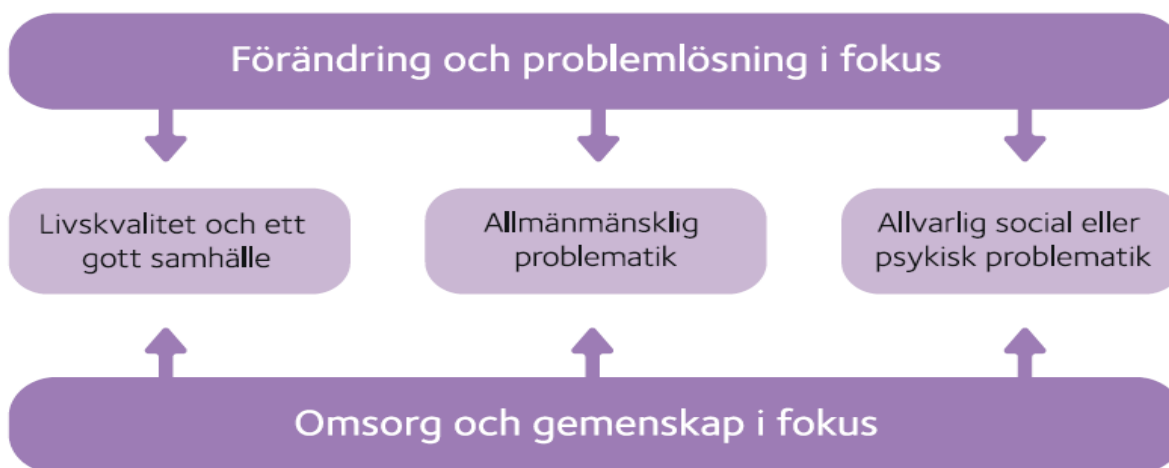 Förändring och problemlösning i fokus
Livskvalitet och ett
gott samhälle
Allmänmänsklig
problematik
Allvarlig social eller
psykisk problematik
Omsorg och gemenskap i fokus